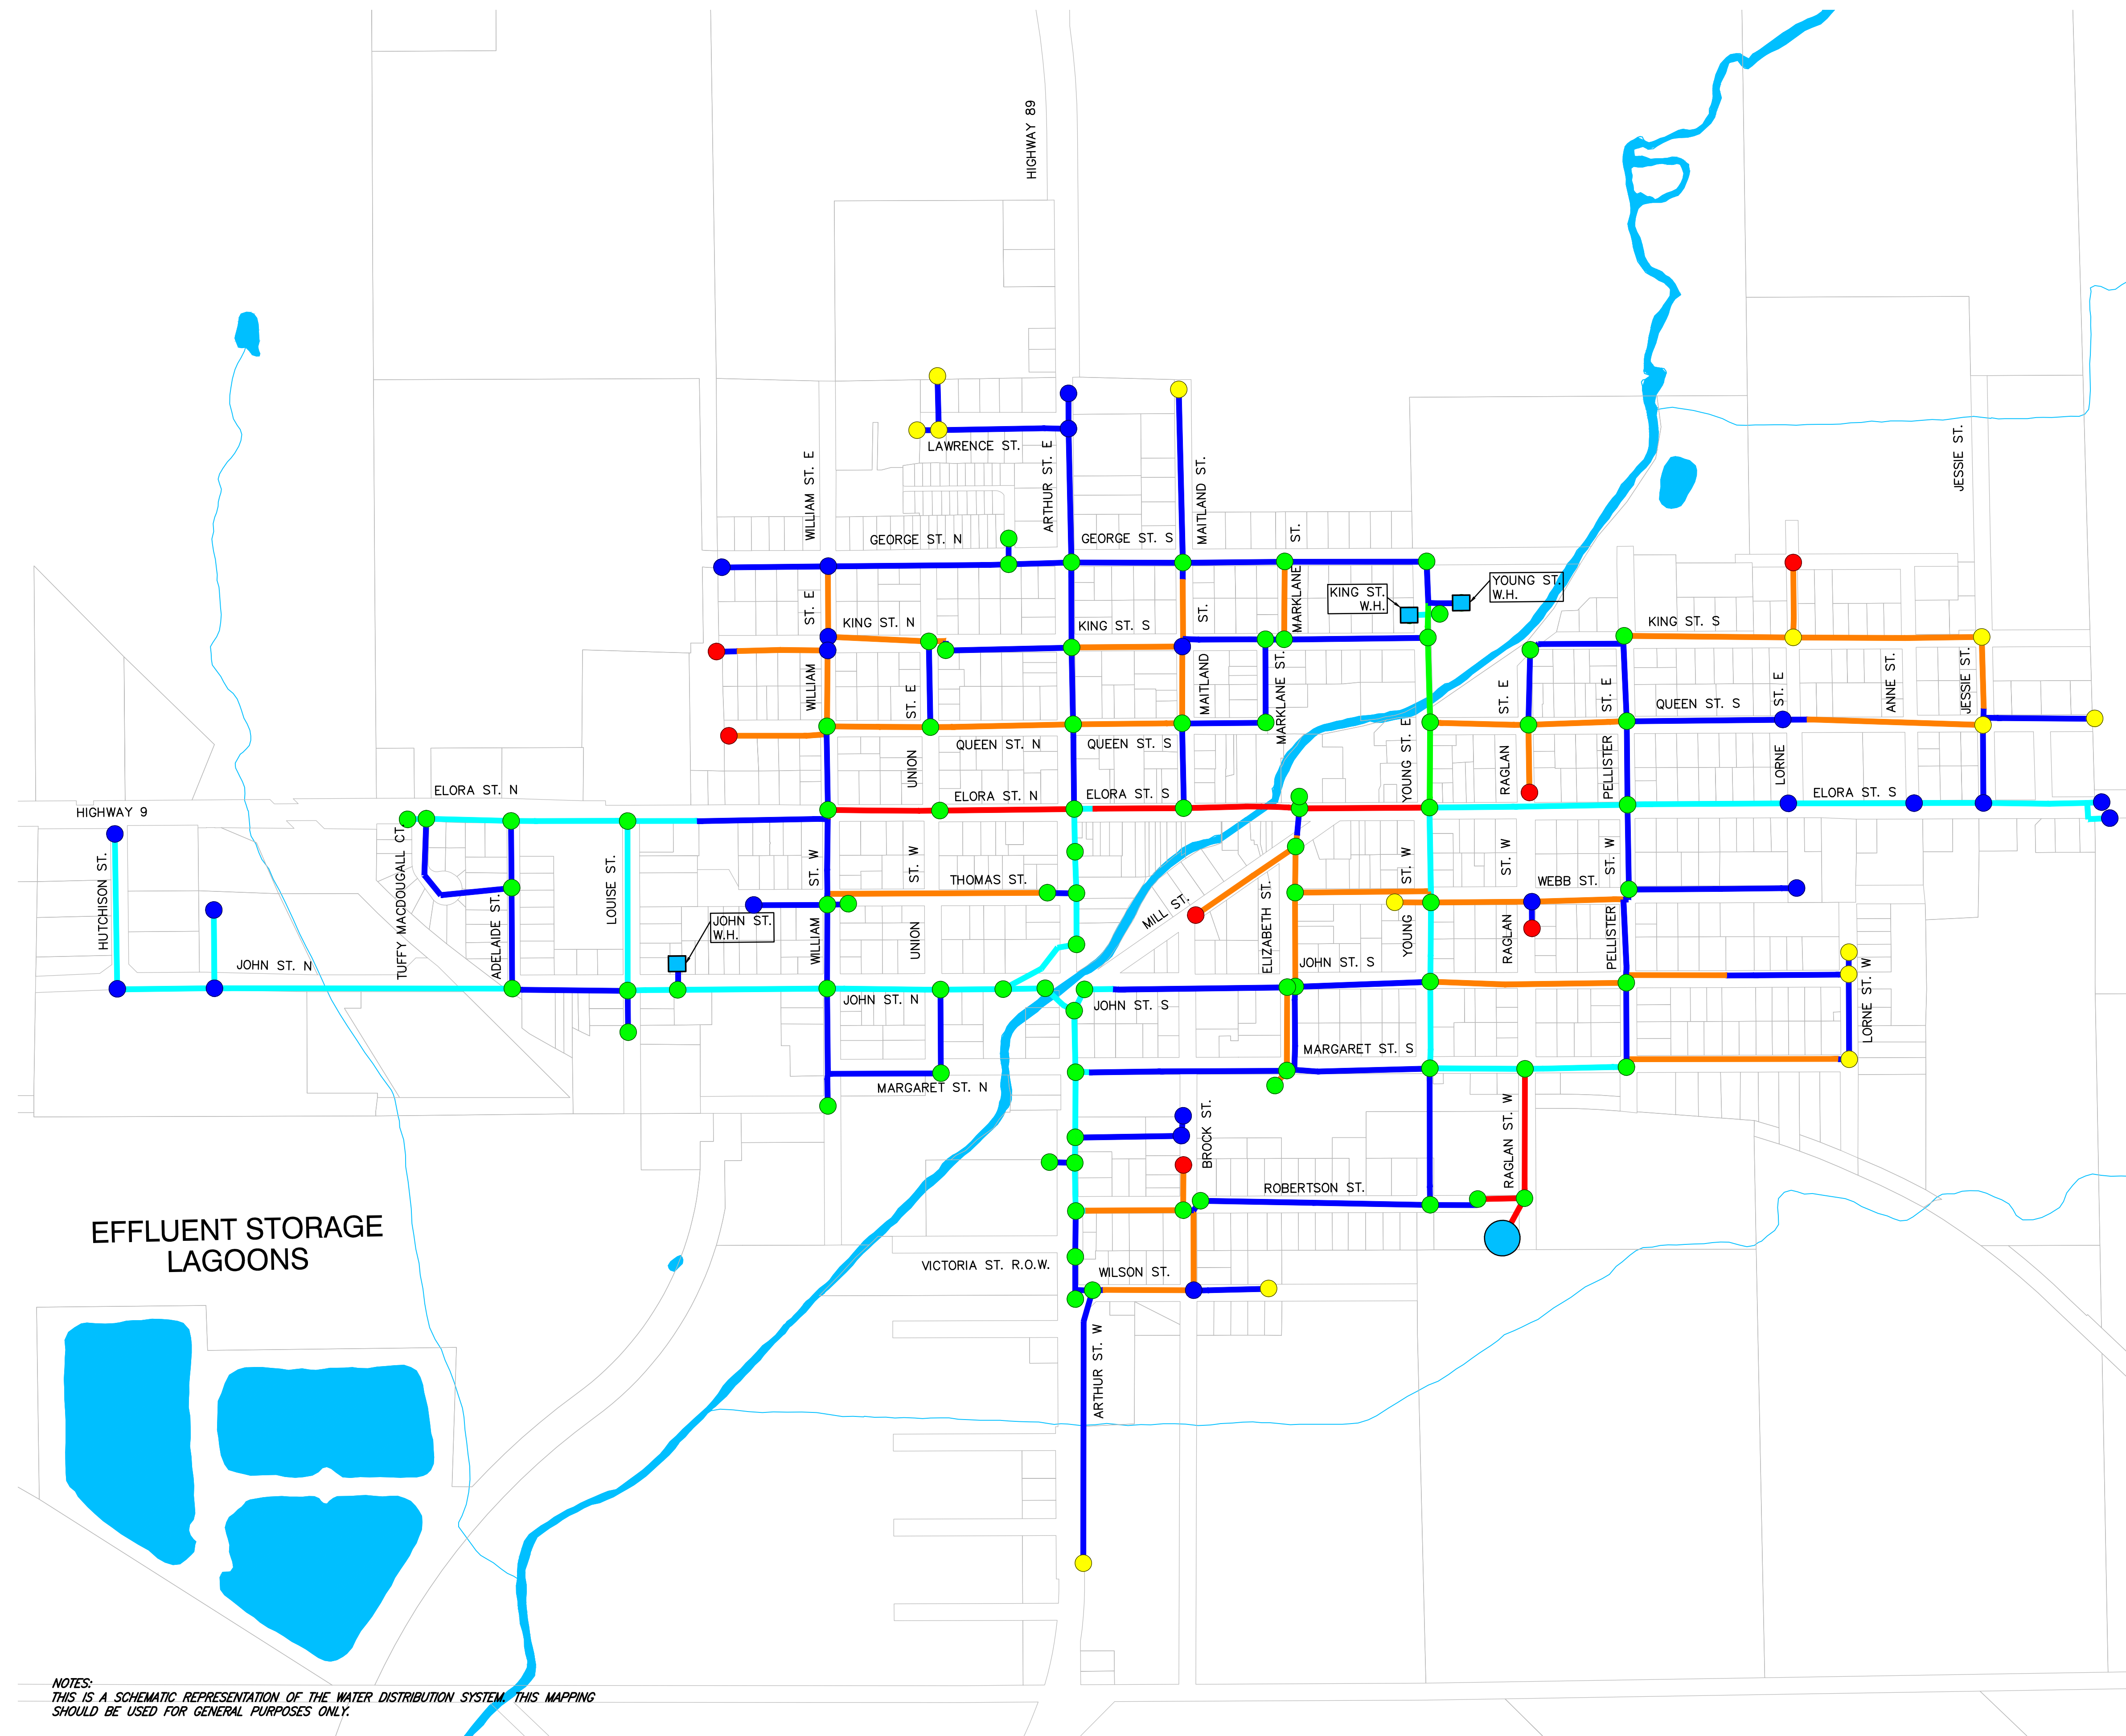 HIGHWAY 89
LAWRENCE ST.
ARTHUR ST. E
WILLIAM ST. E
MAITLAND ST.
JESSIE ST.
GEORGE ST. N
GEORGE ST. S
MARKLANE ST.
KING ST.
W.H.
YOUNG ST.
W.H.
WILLIAM ST. E
KING ST. N
KING ST. S
MAITLAND ST.
KING ST. S
UNION ST. E
MARKLANE ST.
YOUNG ST. E
RAGLAN ST. E
PELLISTER ST. E
QUEEN ST. S
LORNE ST. E
ANNE ST.
JESSIE ST.
QUEEN ST. N
QUEEN ST. S
ELORA ST. N
ELORA ST. N
ELORA ST. S
ELORA ST. S
HIGHWAY 9
HUTCHISON ST.
TUFFY MACDOUGALL CT.
ADELAIDE ST.
LOUISE ST.
WILLIAM ST. W
UNION ST. W
THOMAS ST.
MILL ST.
ELIZABETH ST.
YOUNG ST. W
RAGLAN ST. W
WEBB ST.
PELLISTER ST. W
JOHN ST.
W.H.
JOHN ST. N
JOHN ST. S
LORNE ST. W
JOHN ST. N
JOHN ST. S
MARGARET ST. S
MARGARET ST. N
BROCK ST.
RAGLAN ST. W
ROBERTSON ST.
EFFLUENT STORAGE
LAGOONS
VICTORIA ST. R.O.W.
WILSON ST.
ARTHUR ST. W
NOTES:
THIS IS A SCHEMATIC REPRESENTATION OF THE WATER DISTRIBUTION SYSTEM. THIS MAPPING
SHOULD BE USED FOR GENERAL PURPOSES ONLY.